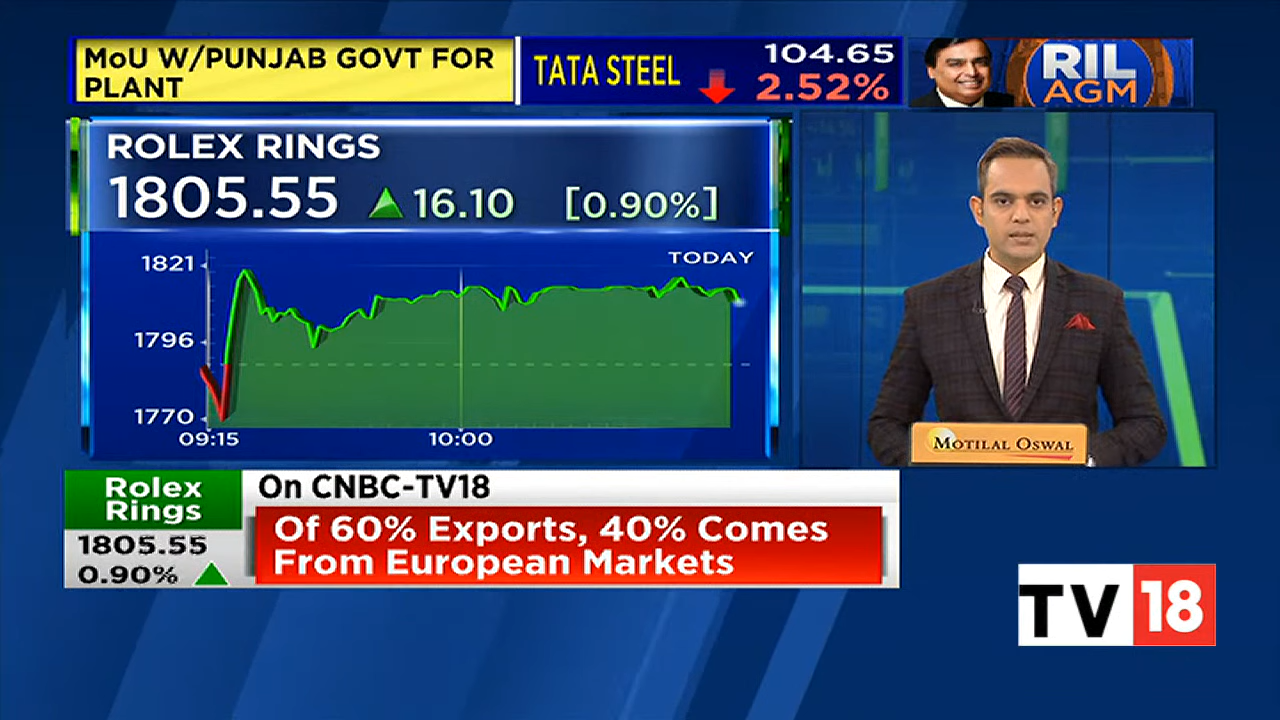 MoU W/PUNJAB GOVT FOR
PLANT
TATA STEEL
104.65
2.52%
RIL
AGM
ROLEX RINGS
1805.55 16.10 [0.90%]
TODAY
1821
1796
1770
09:15 10:00
MOTILAL OSWAL
Rolex
Rings
1805.55
0.90%
On CNBC-TV18
Of 60% Exports, 40% Comes
From European Markets
TV18